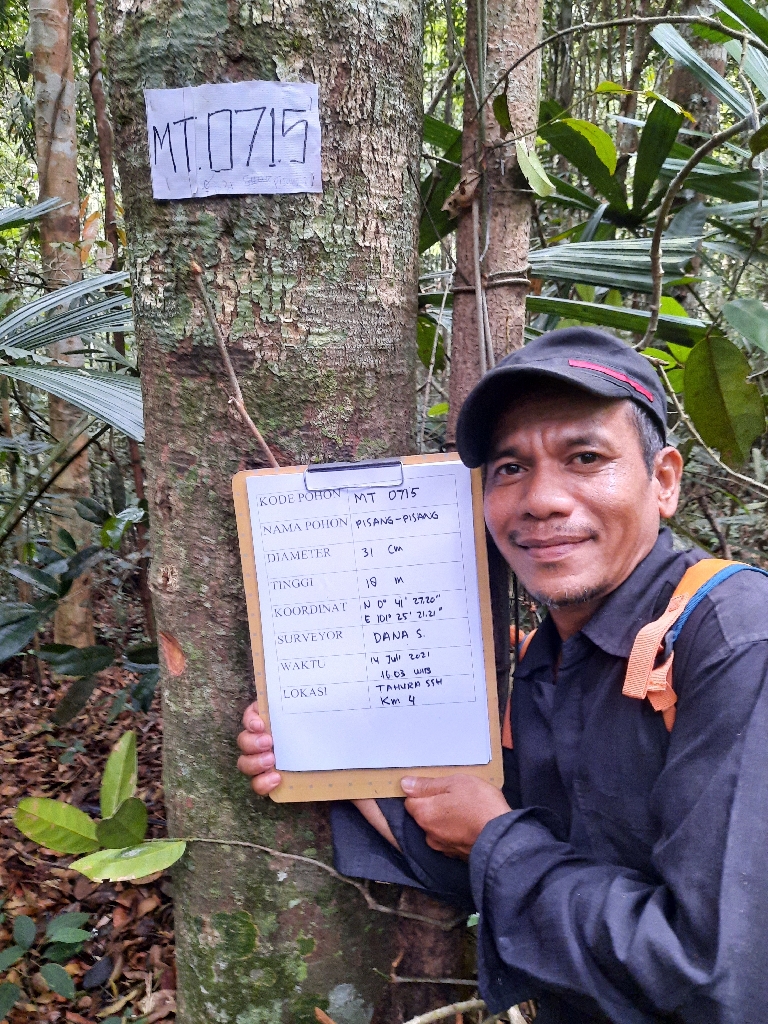 MT.0715
KODE POHON MT 0715
NAMA POHON PISANG-PISANG
DIAMETER 31 cm
TINGGI 18 m
KOORDINAT N 0° 41' 27.20"
E 101° 25' 21.21"
SURVEYOR DANA S.
WAKTU 14 Juli 2021
16.03 WIB
LOKASI TAHURA SSH
Km 4